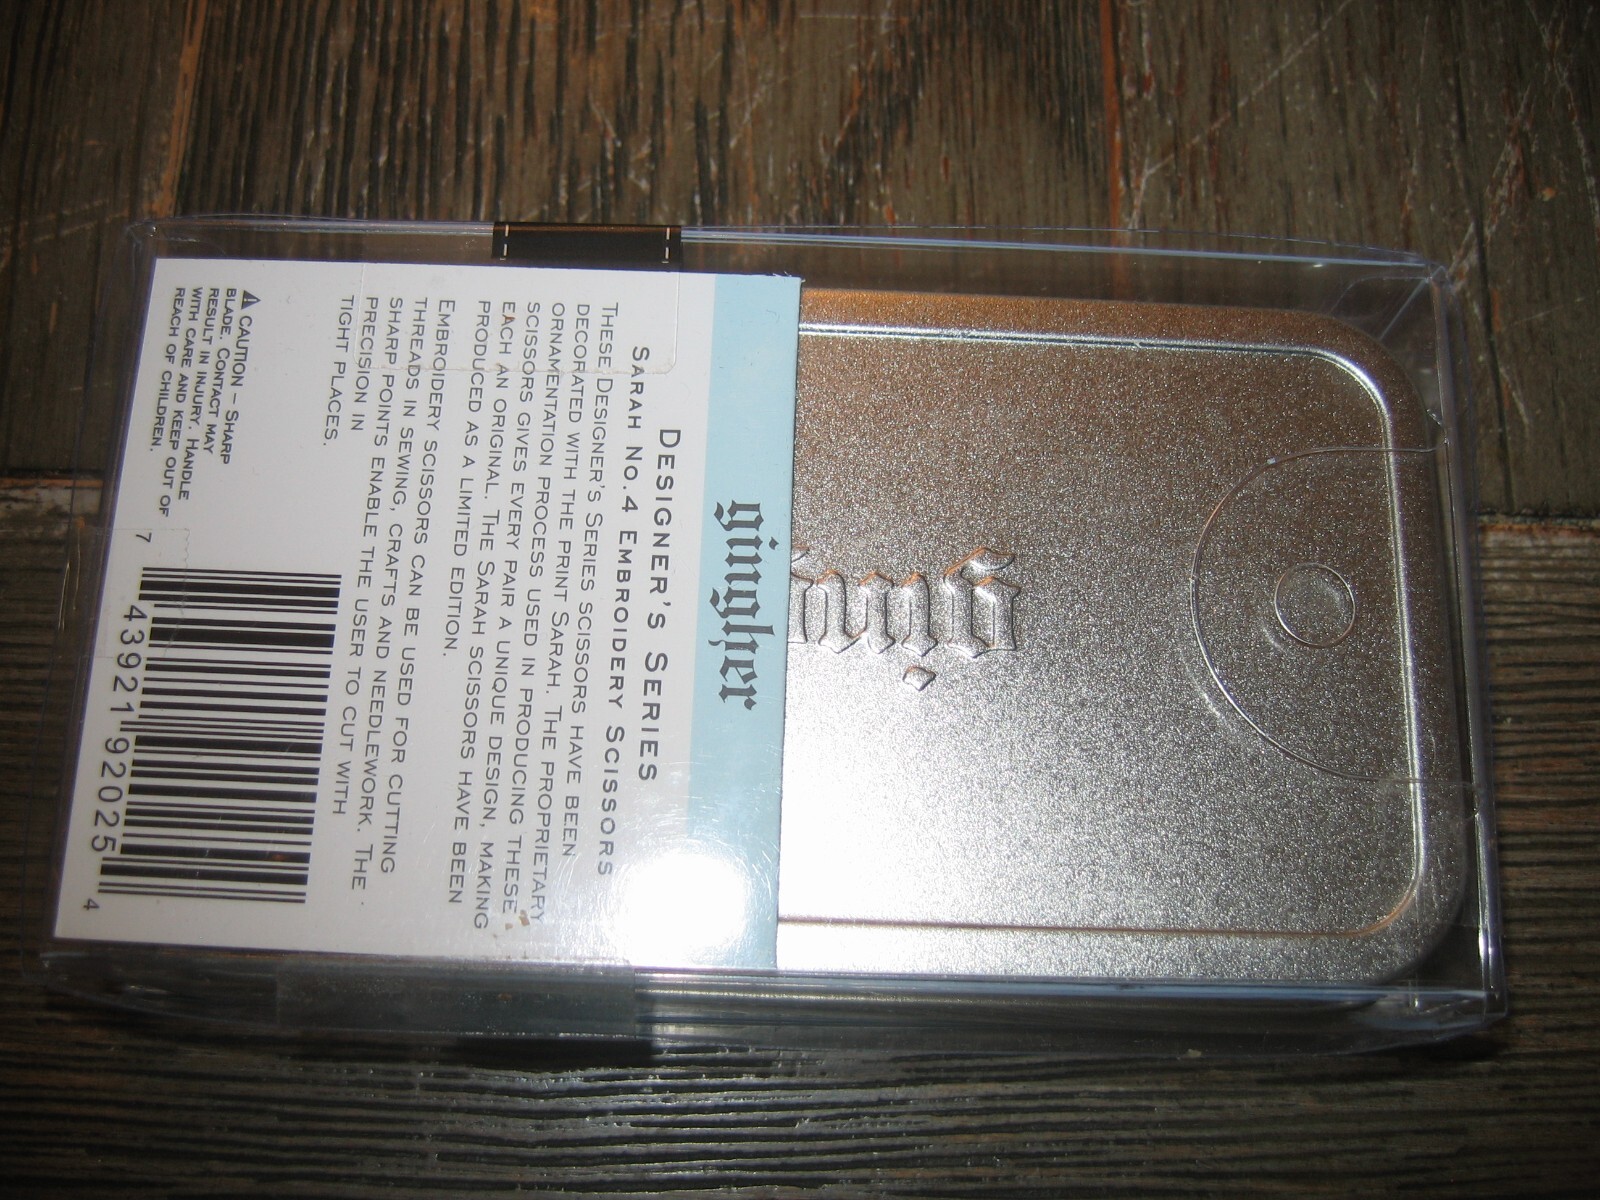 gingher
DESIGNER'S SERIES
SARAH NO.4 EMBROIDERY SCISSORS
THESE DESIGNER'S SERIES SCISSORS HAVE BEEN
DECORATED WITH THE PRINT SARAH. THE PROPRIETARY
ORNAMENTATION PROCESS USED IN PRODUCING THESE
SCISSORS GIVES EVERY PAIR A UNIQUE DESIGN, MAKING
EACH AN ORIGINAL. THE SARAH SCISSORS HAVE BEEN
PRODUCED AS A LIMITED EDITION.
EMBROIDERY SCISSORS CAN BE USED FOR CUTTING
THREADS IN SEWING, CRAFTS AND NEEDLEWORK. THE
SHARP POINTS ENABLE THE USER TO CUT WITH
PRECISION IN
TIGHT PLACES.
⚠ CAUTION – SHARP
BLADE. CONTACT MAY
RESULT IN INJURY. HANDLE
WITH CARE AND KEEP OUT OF
REACH OF CHILDREN.
7 43921 92025 4
ging